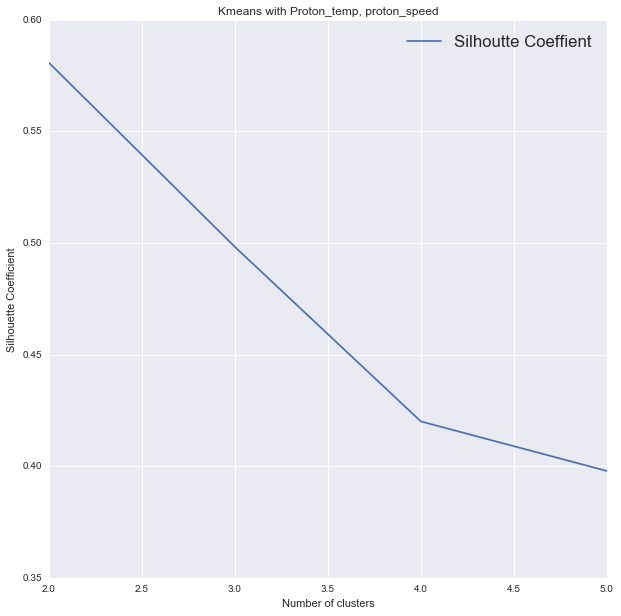 Kmeans with Proton_temp, proton_speed
Silhoutte Coeffient
0.60
0.55
0.50
0.45
0.40
0.35
Silhouette Coefficient
2.0 2.5 3.0 3.5 4.0 4.5 5.0
Number of clusters